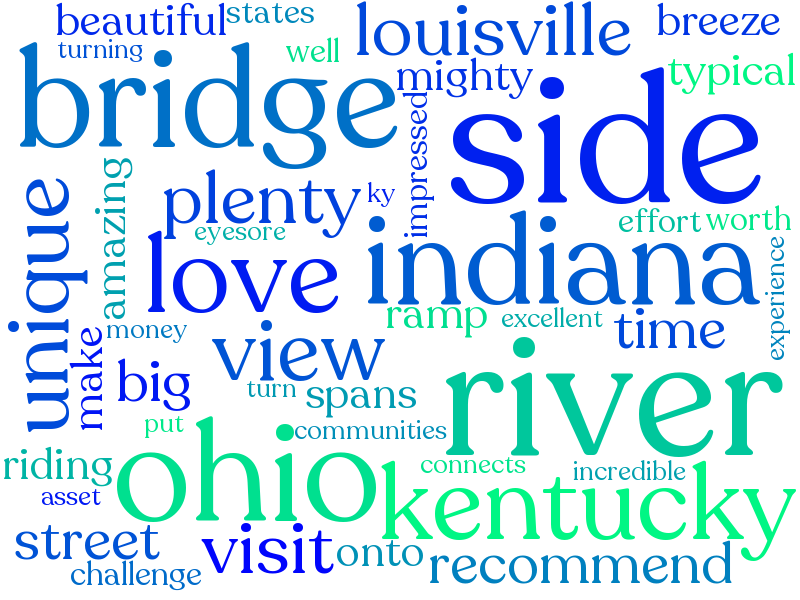 beautiful
states
louisville
breeze
turning
well
mighty
typical
bridge
side
impressed
unique
amazing
plenty
ky
eyesore
effort
worth
indiana
love
experience
ramp
excellent
time
money
make
view
big
turn
spans
river
put
communities
riding
ohio
connects
incredible
asset
kentucky
street
visit
onto
recommend
challenge